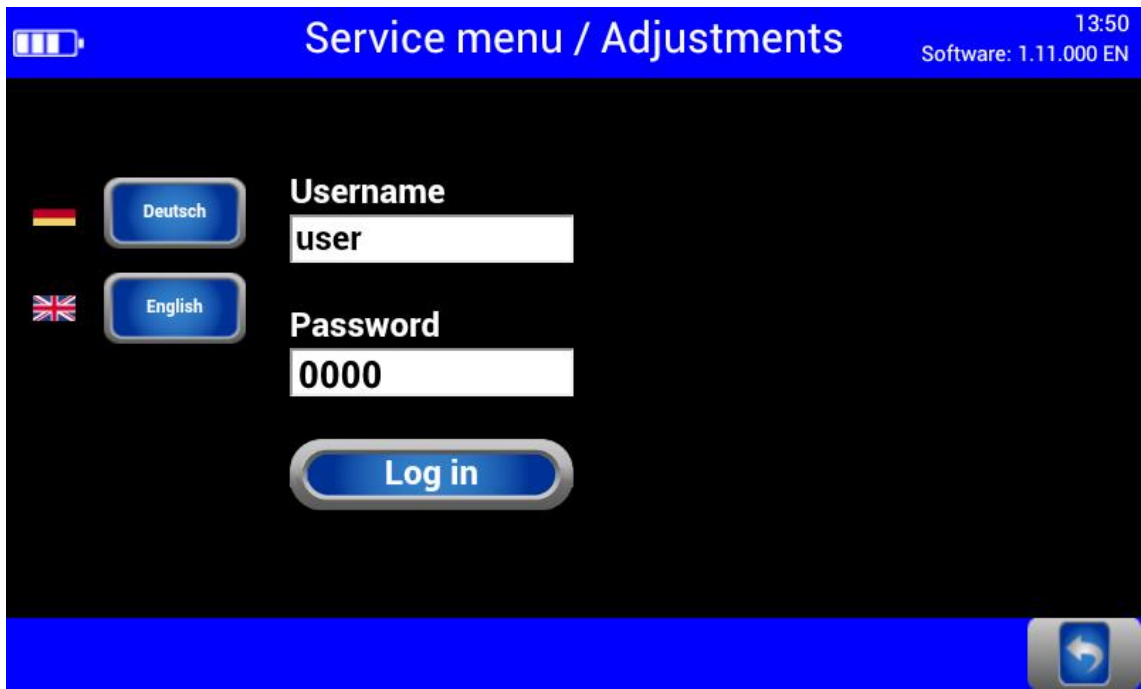 Service menu / Adjustments
13:50
Software: 1.11.000 EN
Deutsch
English
Username
user
Password
0000
Log in